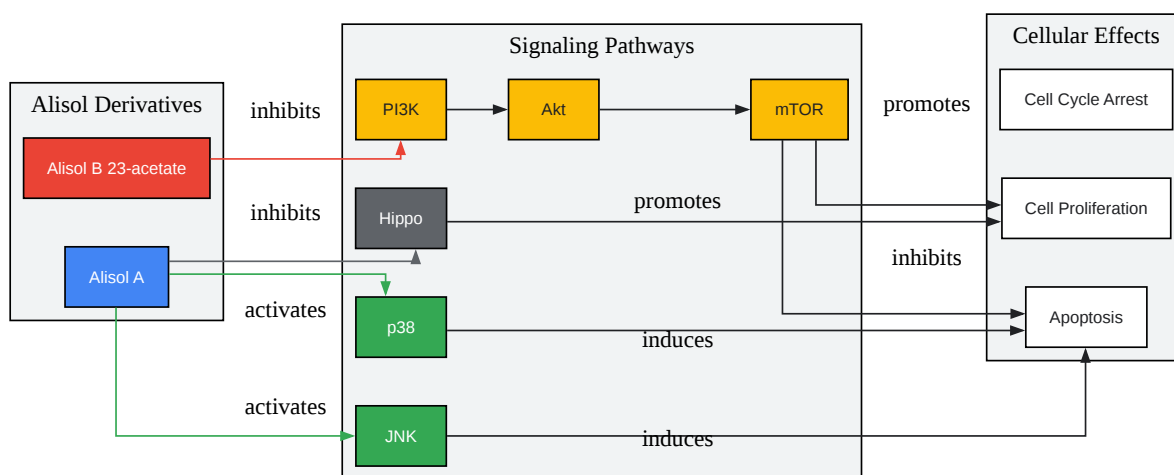 Alisol Derivatives
Alisol B 23-acetate
Alisol A
inhibits
inhibits
activates
activates
Signaling Pathways
PI3K
Akt
mTOR
Hippo
promotes
p38
induces
JNK
induces
promotes
inhibits
Cellular Effects
Cell Cycle Arrest
Cell Proliferation
Apoptosis